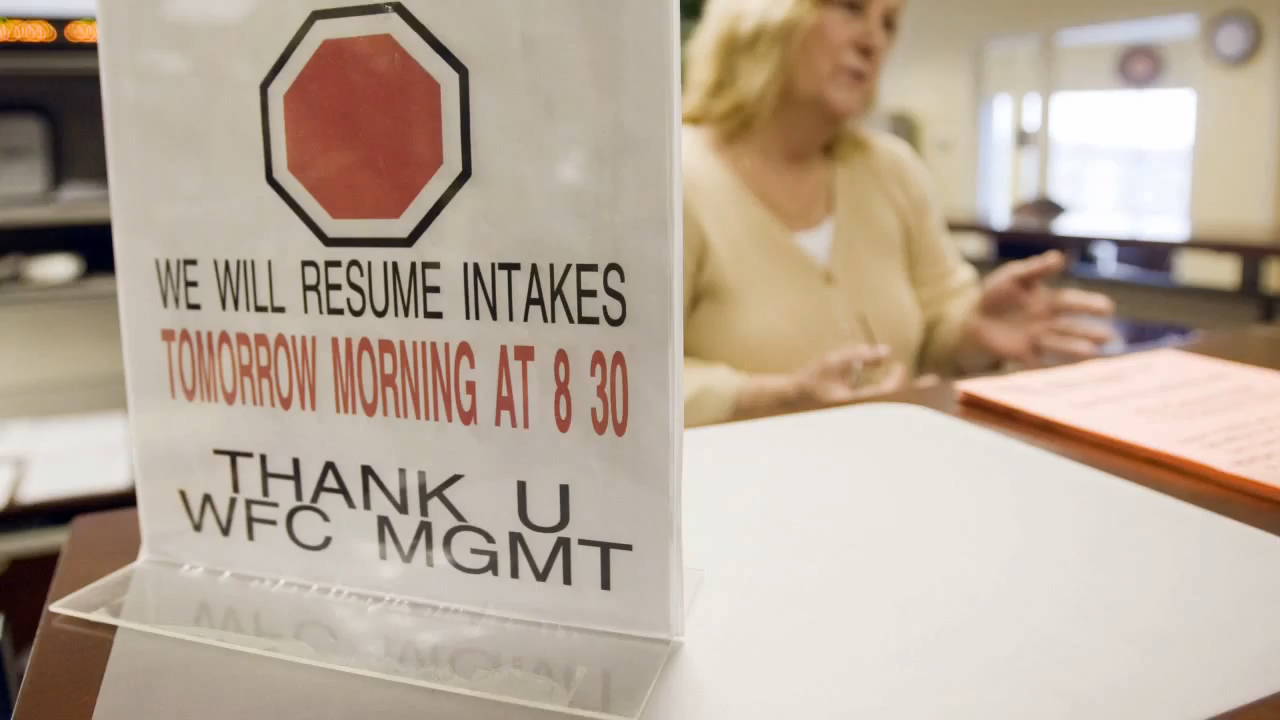 WE WILL RESUME INTAKES
TOMORROW MORNING AT 8 30
THANK U
WFC MGMT